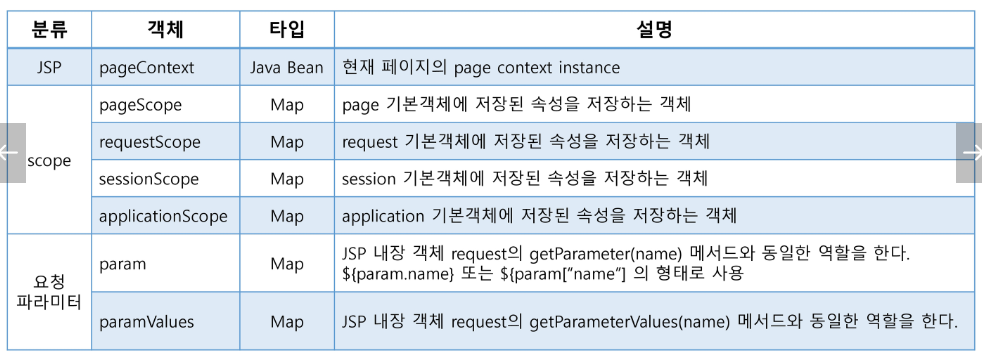 분류 객체 타입 설명
JSP pageContext Java Bean 현재 페이지의 page context instance
scope pageScope Map page 기본객체에 저장된 속성을 저장하는 객체
requestScope Map request 기본객체에 저장된 속성을 저장하는 객체
sessionScope Map session 기본객체에 저장된 속성을 저장하는 객체
applicationScope Map application 기본객체에 저장된 속성을 저장하는 객체
요청
파라미터
param Map JSP 내장 객체 request의 getParameter(name) 메서드와 동일한 역할을 한다.
${param.name} 또는 ${param["name"] 의 형태로 사용
paramValues Map JSP 내장 객체 request의 getParameterValues(name) 메서드와 동일한 역할을 한다.